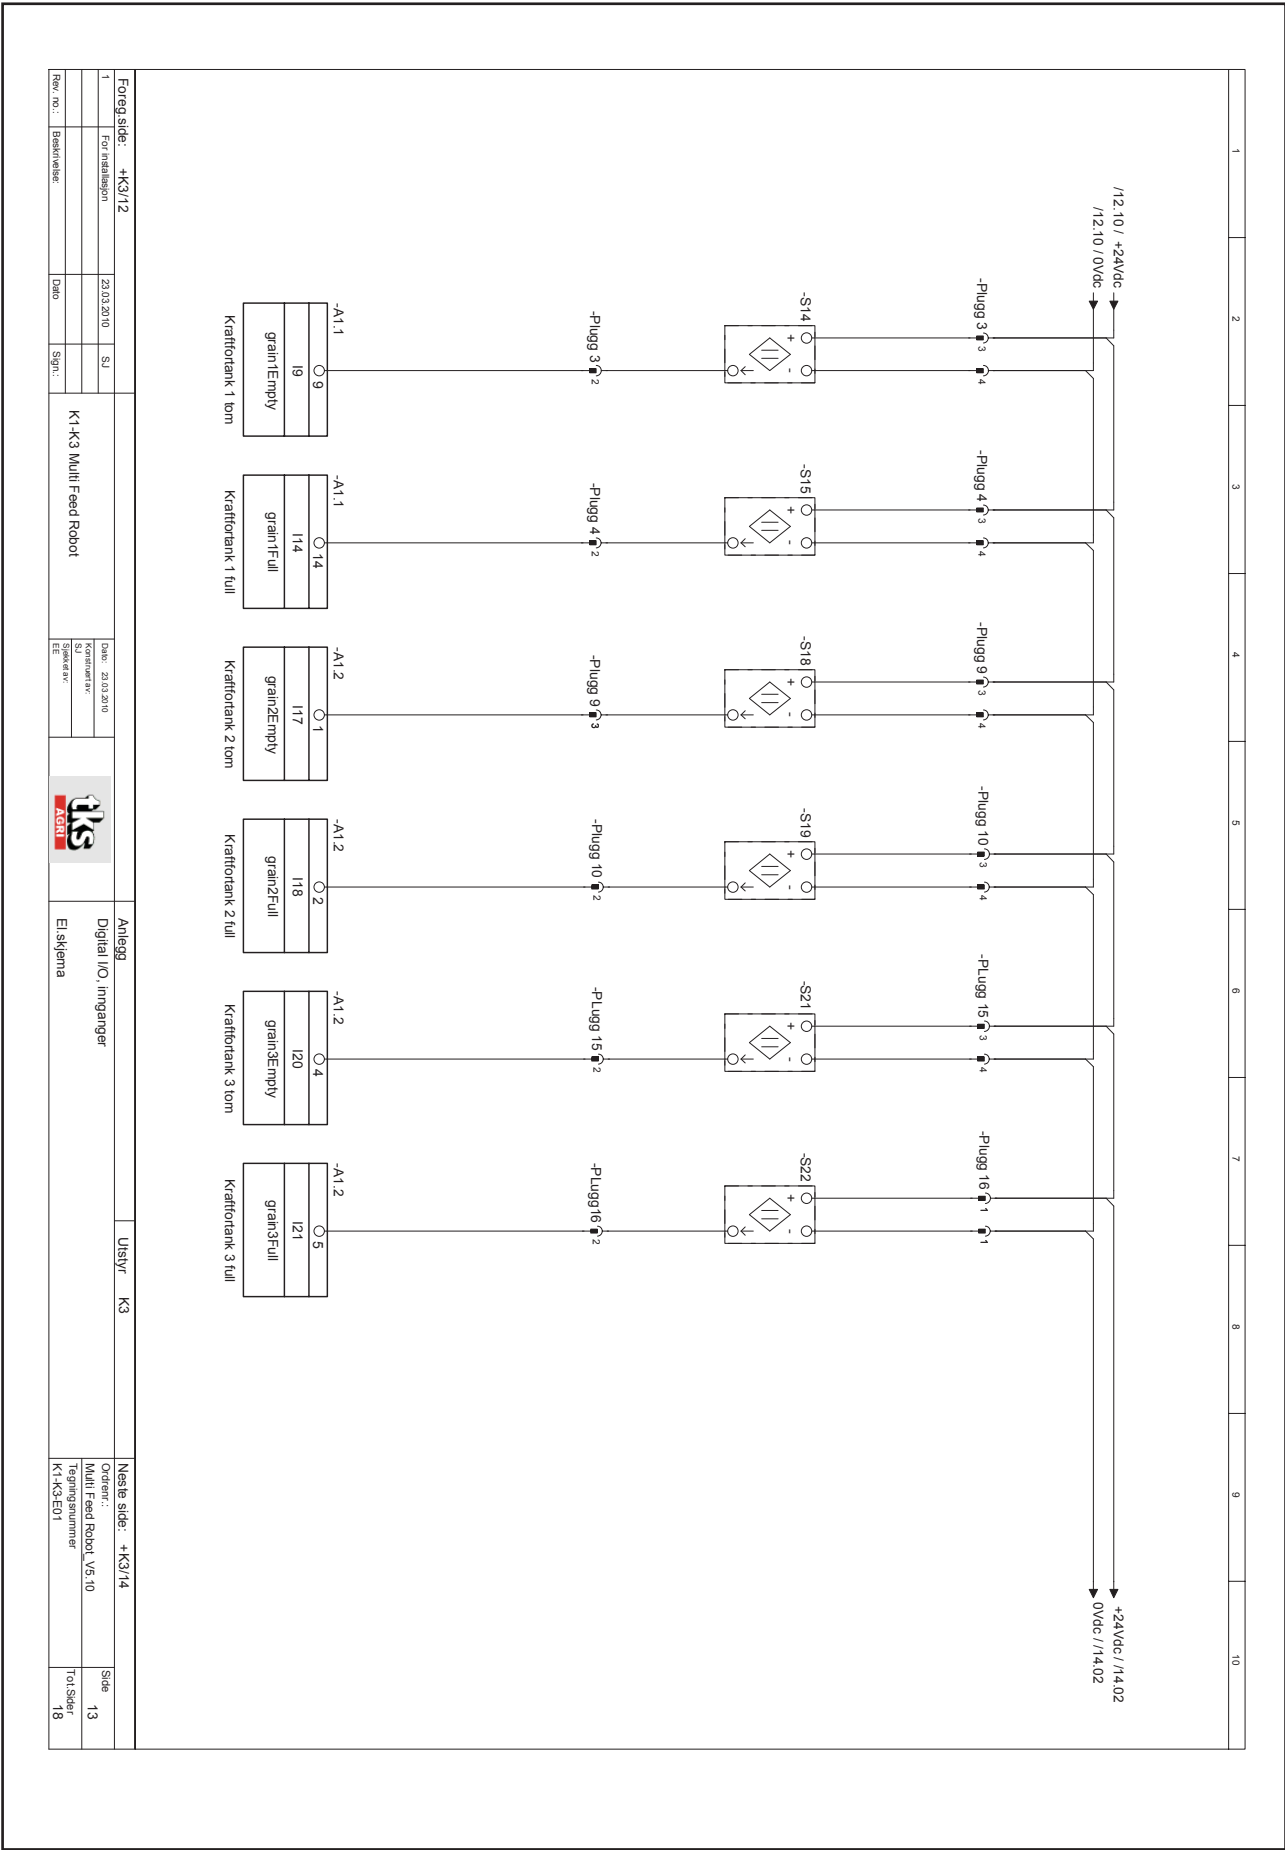 1 2 3 4 5 6 7 8 9 10
/12.10 / +24Vdc
/12.10 / 0Vdc
+24Vdc / /14.02
0Vdc / /14.02
-Plugg 3 3 4
-Plugg 4 3 4
-Plugg 9 3 4
-Plugg 10 3 4
-PLugg 15 3 4
-Plugg 16 1 1
-S14 + -
-S15 + -
-S18 + -
-S19 + -
-S21 + -
-S22 + -
-Plugg 3 2
-Plugg 4 2
-Plugg 9 3
-Plugg 10 2
-PLugg 15 2
-PLugg16 2
-A1.1
9
I9
grain1Empty
Kraftfortank 1 tom
-A1.1
14
I14
grain1Full
Kraftfortank 1 full
-A1.2
1
I17
grain2Empty
Kraftfortank 2 tom
-A1.2
2
I18
grain2Full
Kraftfortank 2 full
-A1.2
4
I20
grain3Empty
Kraftfortank 3 tom
-A1.2
5
I21
grain3Full
Kraftfortank 3 full
Foreg.side: +K3/12
1 For installasjon 23.03.2010 SJ
Rev. no.: Beskrivelse: Dato Sign.:
K1-K3 Multi Feed Robot
Dato: 23.03.2010
Konstruert av:
SJ
Sjekket av:
EE
tks
AGRI
Anlegg
Digital I/O, innganger
El.skjema
Utstyr K3
Neste side: +K3/14
Ordrenr.:
Multi Feed Robot_V5.10
Tegningsnummer
K1-K3-E01
Side
13
Tot.Sider
18